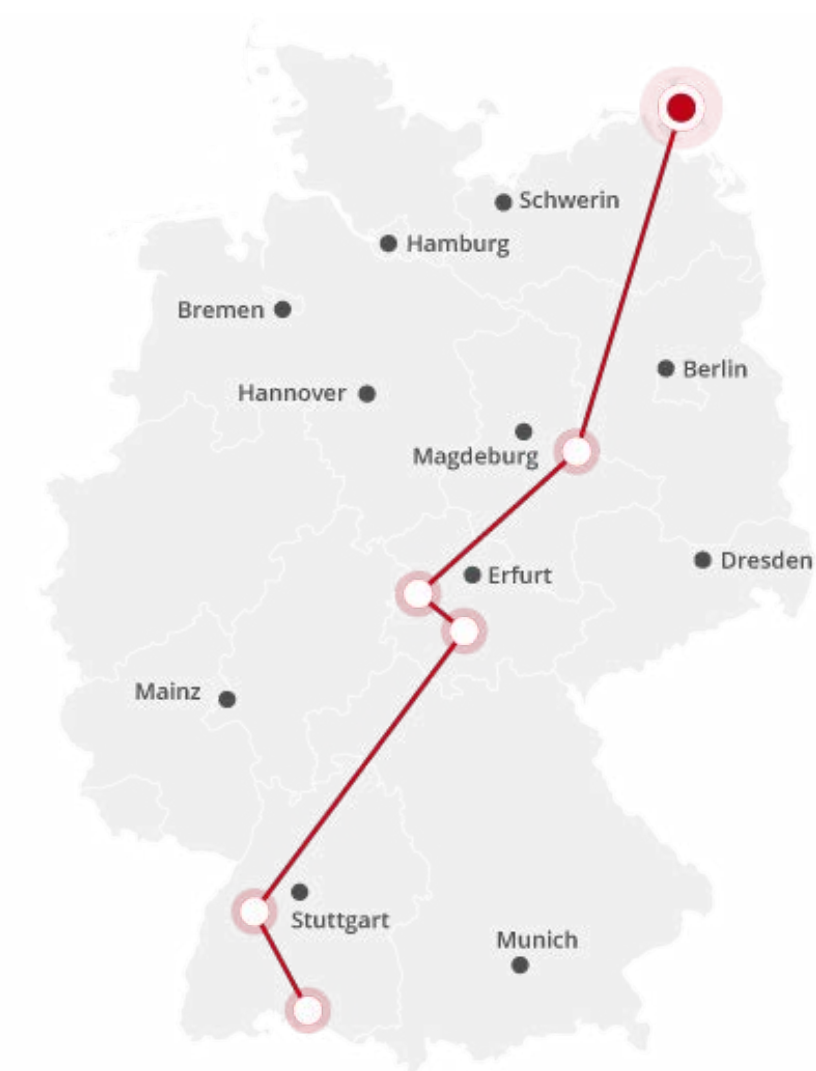 Schwerin
Hamburg
Bremen
Berlin
Hannover
Magdeburg
Dresden
Erfurt
Mainz
Stuttgart
Munich